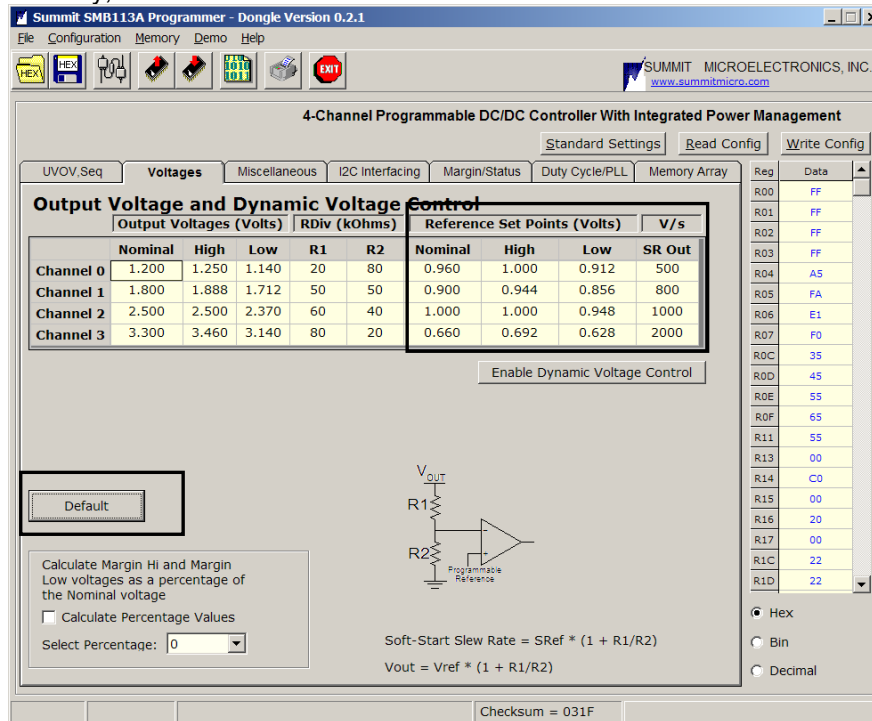 Summit SMB113A Programmer - Dongle Version 0.2.1
File Configuration Memory Demo Help
HEX HEX 1010 1010 1011 EXIT
SUMMIT MICROELECTRONICS, INC.
www.summitmicro.com
4-Channel Programmable DC/DC Controller With Integrated Power Management
Standard Settings Read Config Write Config
UVOV,Seq Voltages Miscellaneous I2C Interfacing Margin/Status Duty Cycle/PLL Memory Array
Output Voltage and Dynamic Voltage Control
Output Voltages (Volts) RDiv (kOhms) Reference Set Points (Volts) V/s
Nominal High Low R1 R2 Nominal High Low SR Out
Channel 0 1.200 1.250 1.140 20 80 0.960 1.000 0.912 500
Channel 1 1.800 1.888 1.712 50 50 0.900 0.944 0.856 800
Channel 2 2.500 2.500 2.370 60 40 1.000 1.000 0.948 1000
Channel 3 3.300 3.460 3.140 80 20 0.660 0.692 0.628 2000
Enable Dynamic Voltage Control
Default
VOUT
R1
R2
Programmable
Reference
Calculate Margin Hi and Margin
Low voltages as a percentage of
the Nominal voltage
Calculate Percentage Values
Select Percentage: 0
Soft-Start Slew Rate = SRef * (1 + R1/R2)
Vout = Vref * (1 + R1/R2)
Reg Data
R00 FF
R01 FF
R02 FF
R03 FF
R04 A5
R05 FA
R06 E1
R07 F0
R0C 35
R0D 45
R0E 55
R0F 65
R11 55
R13 00
R14 C0
R15 00
R16 20
R17 00
R1C 22
R1D 22
Hex
Bin
Decimal
Checksum = 031F